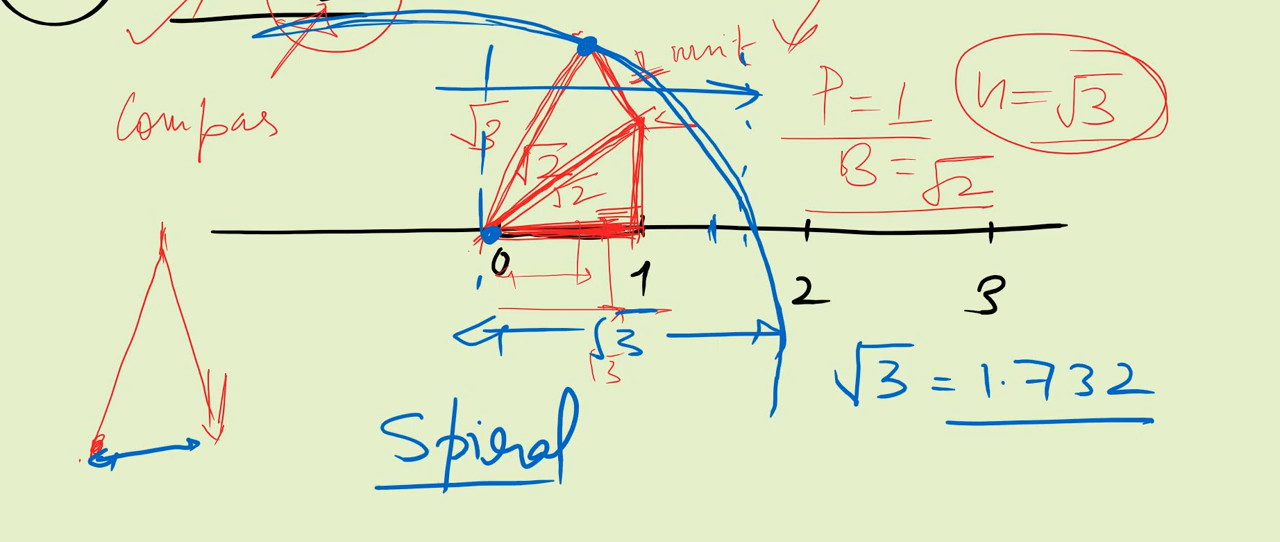 unit
Compas
√3
√2
√2
P = 1
B = √2
n = √3
0 1 2 3
√3
√3 = 1.732
Spiral